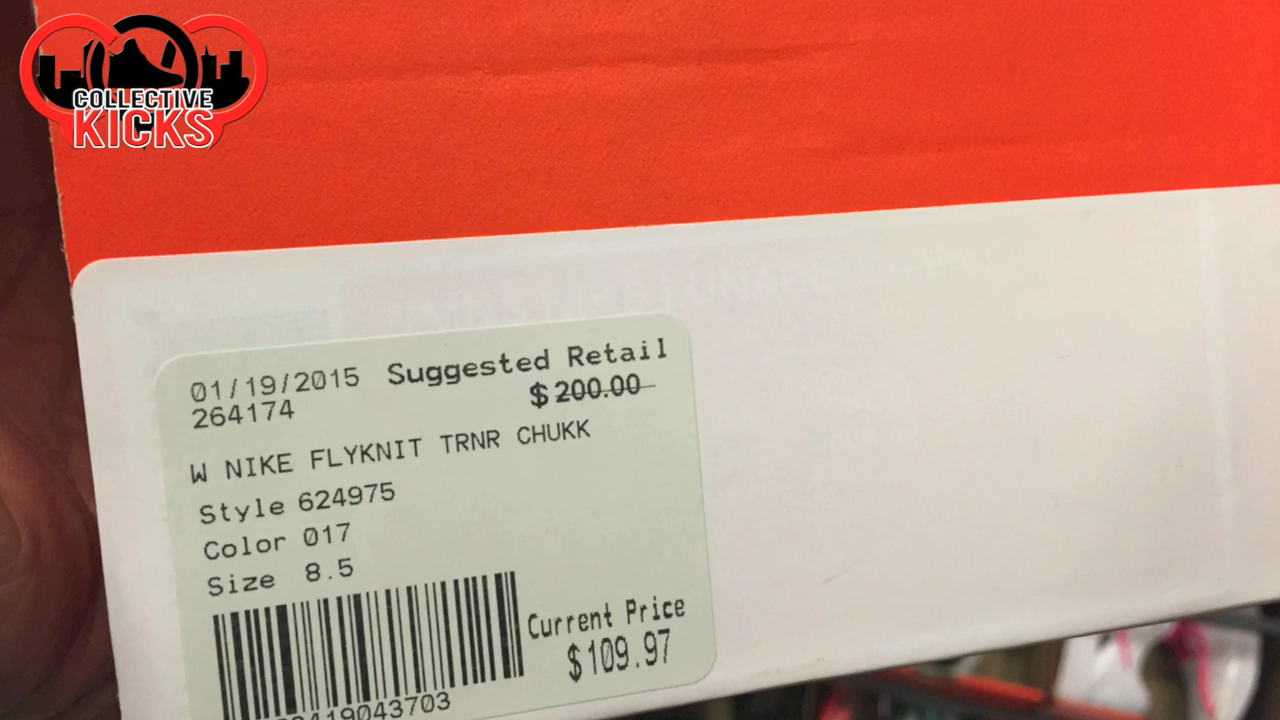 COLLECTIVE
KICKS
01/19/2015 Suggested Retail
264174 $200.00
W NIKE FLYKNIT TRNR CHUKK
Style 624975
Color 017
Size 8.5
Current Price
$109.97